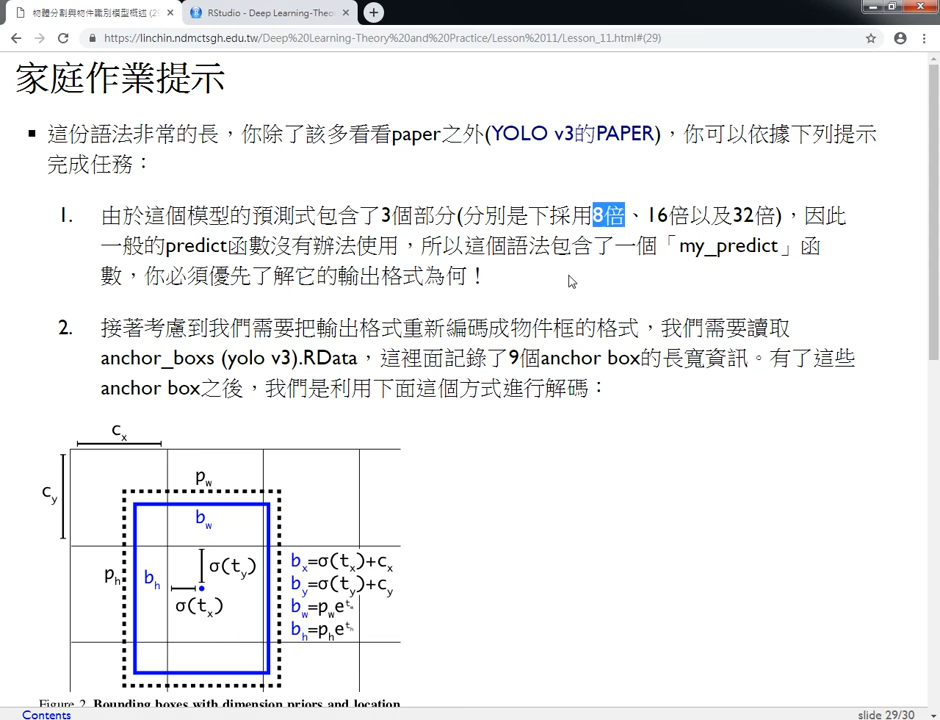 物體分割與物件識別模型概述 (2
RStudio - Deep Learning-Theo
https://linchin.ndmctsgh.edu.tw/Deep%20Learning-Theory%20and%20Practice/Lesson%2011/Lesson_11.html#(29)
家庭作業提示
▪ 這份語法非常的長，你除了該多看看paper之外(YOLO v3的PAPER)，你可以依據下列提示
完成任務：
1. 由於這個模型的預測式包含了3個部分(分別是下採用8倍、16倍以及32倍)，因此
一般的predict函數沒有辦法使用，所以這個語法包含了一個「my_predict」函
數，你必須優先了解它的輸出格式為何！
2. 接著考慮到我們需要把輸出格式重新編碼成物件框的格式，我們需要讀取
anchor_boxs (yolo v3).RData，這裡面記錄了9個anchor box的長寬資訊。有了這些
anchor box之後，我們是利用下面這個方式進行解碼：
cx
cy
pw
bw
ph
bh
σ(ty)
σ(tx)
bx=σ(tx)+cx
by=σ(ty)+cy
bw=pwe^tw
bh=phe^th
Figure 2. Bounding boxes with dimension priors and location
Contents
slide 29/30